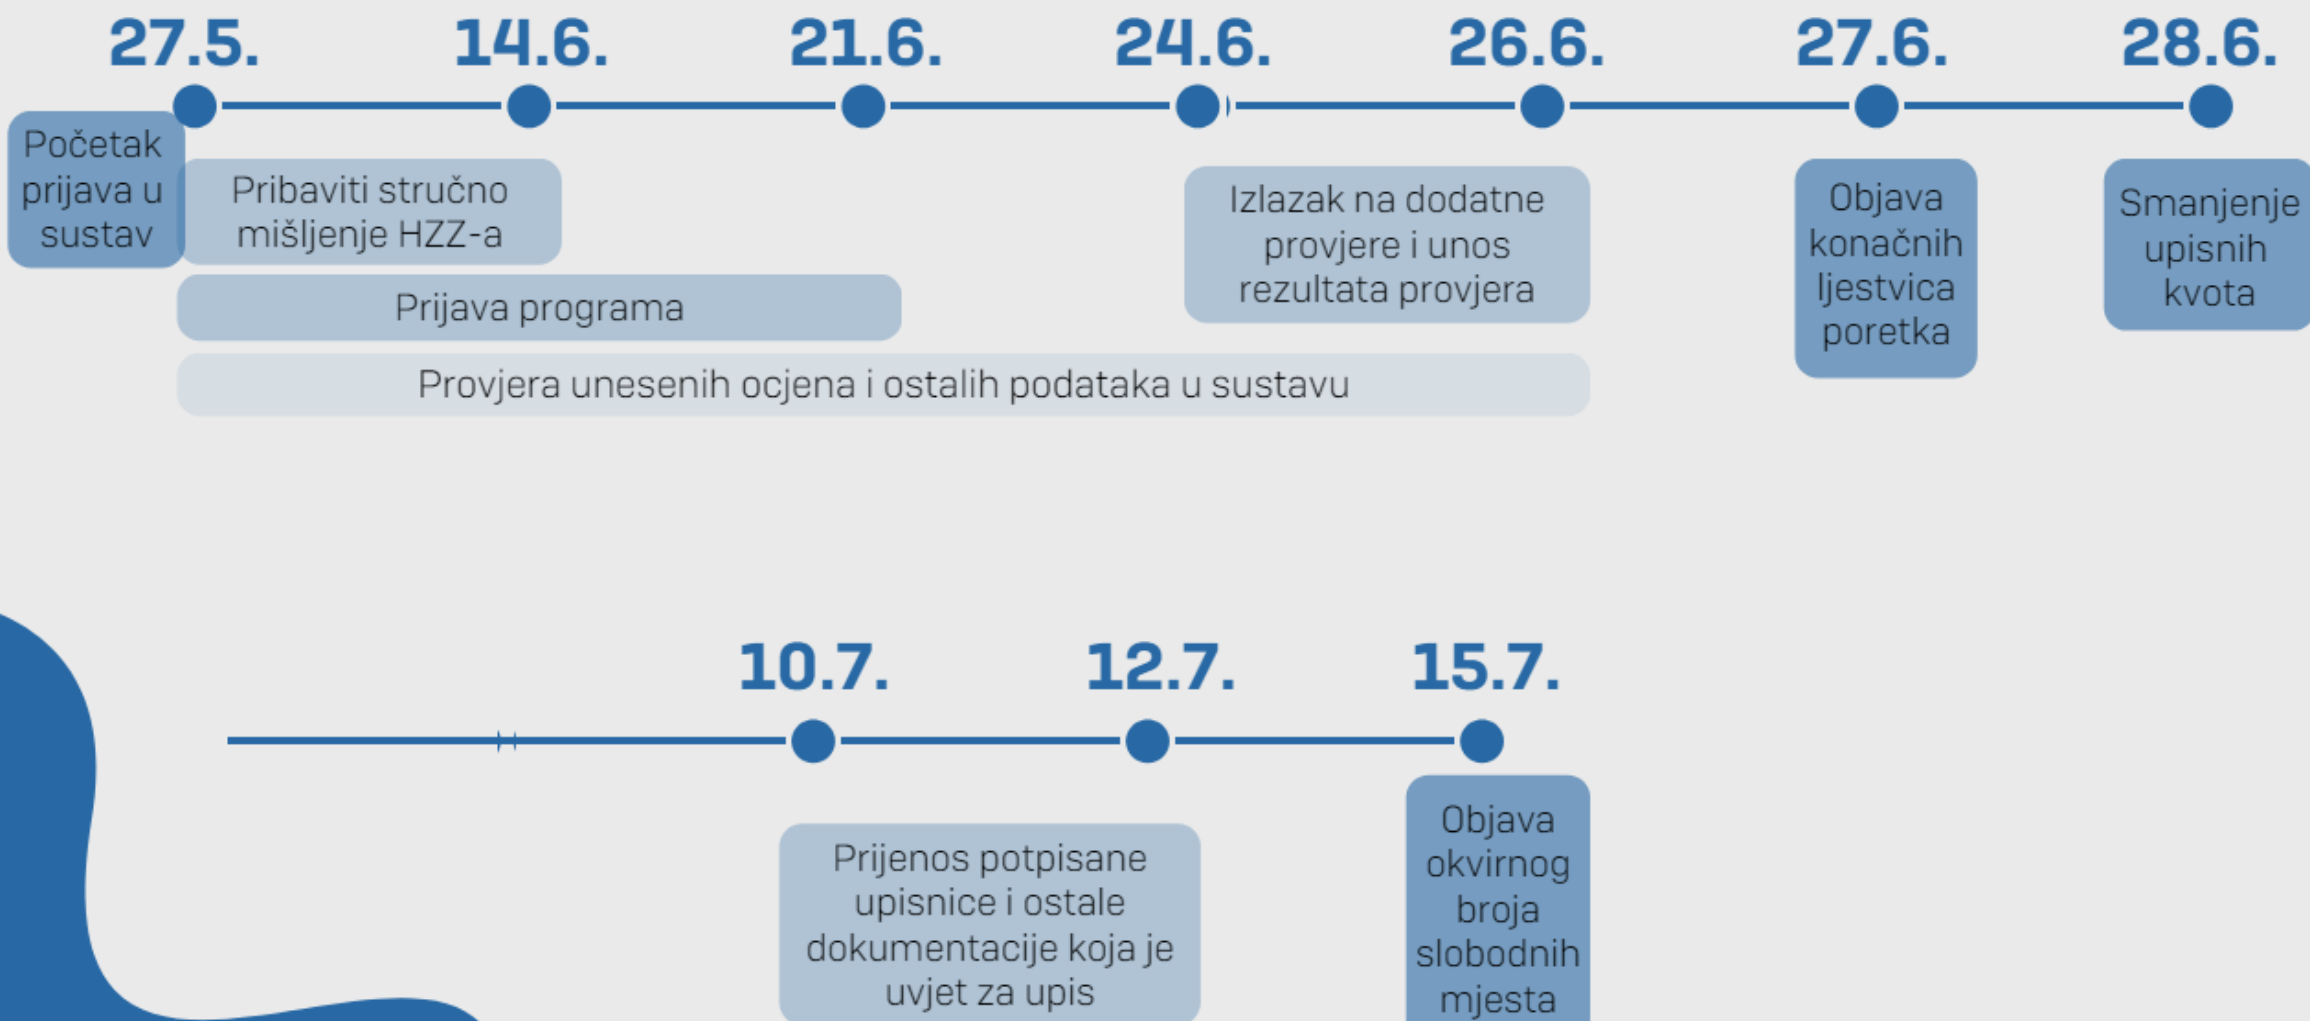 27.5.
14.6.
21.6.
24.6.
26.6.
27.6.
28.6.
Početak
prijava u
sustav
Pribaviti stručno
mišljenje HZZ-a
Prijava programa
Provjera unesenih ocjena i ostalih podataka u sustavu
Izlazak na dodatne
provjere i unos
rezultata provjera
Objava
konačnih
ljestvica
poretka
Smanjenje
upisnih
kvota
10.7.
12.7.
15.7.
Prijenos potpisane
upisnice i ostale
dokumentacije koja je
uvjet za upis
Objava
okvirnog
broja
slobodnih
mjesta